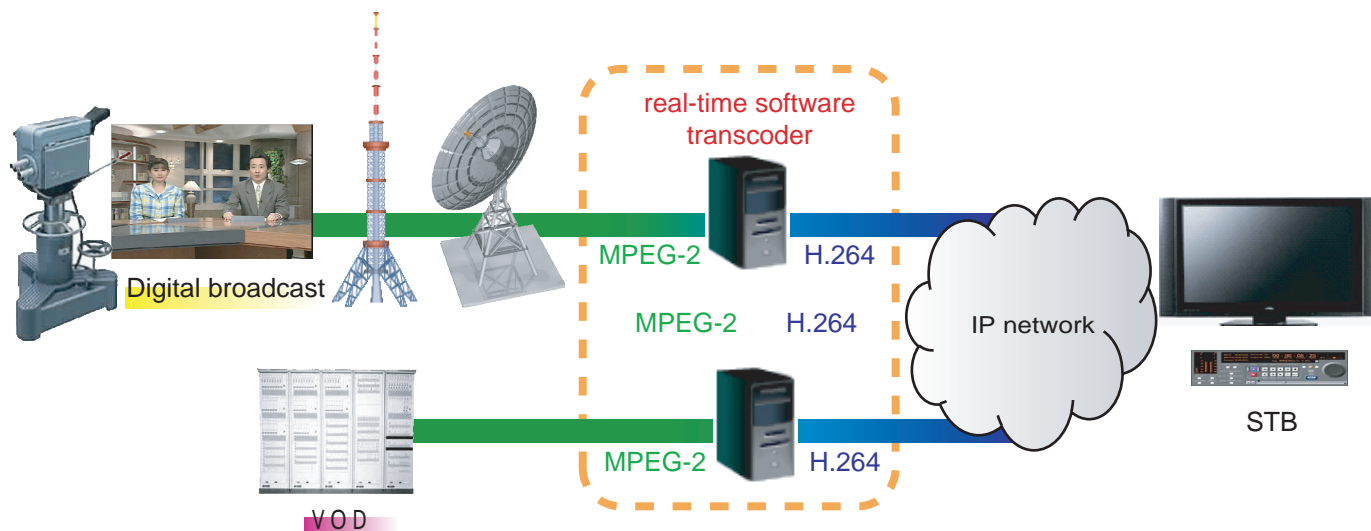 real-time software
transcoder
MPEG-2 H.264
Digital broadcast
MPEG-2 H.264
IP network
STB
MPEG-2 H.264
VOD